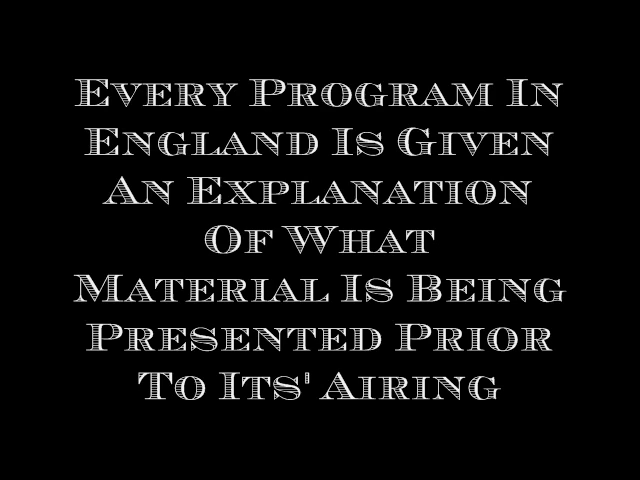 Every Program In
England Is Given
An Explanation
Of What
Material Is Being
Presented Prior
To Its' Airing